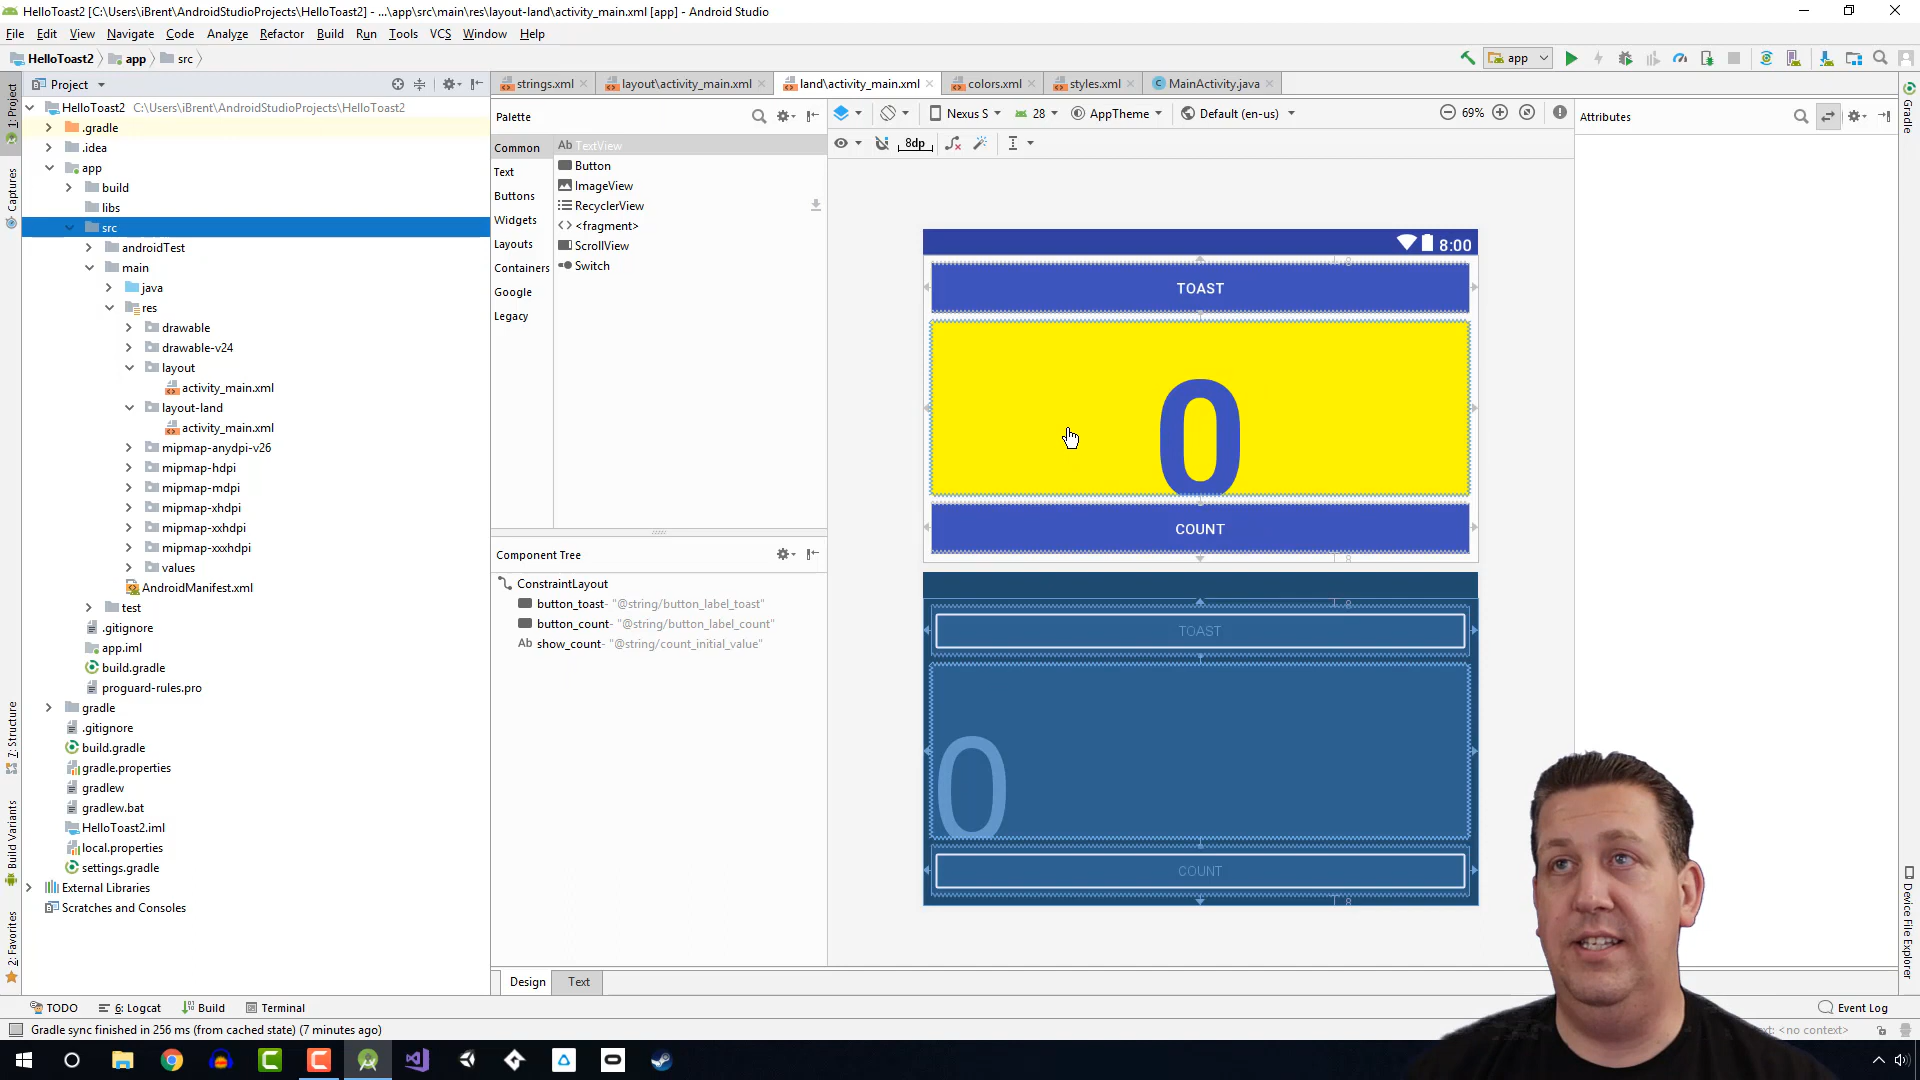 HelloToast2 [C:\Users\iBrent\AndroidStudioProjects\HelloToast2] - ...\app\src\main\res\layout-land\activity_main.xml [app] - Android Studio
File Edit View Navigate Code Analyze Refactor Build Run Tools VCS Window Help
HelloToast2 app src
app
Project
strings.xml layout\activity_main.xml land\activity_main.xml colors.xml styles.xml MainActivity.java
1: Project
Captures
7: Structure
Build Variants
2: Favorites
HelloToast2 C:\Users\iBrent\AndroidStudioProjects\HelloToast2
.gradle
.idea
app
build
libs
src
androidTest
main
java
res
drawable
drawable-v24
layout
activity_main.xml
layout-land
activity_main.xml
mipmap-anydpi-v26
mipmap-hdpi
mipmap-mdpi
mipmap-xhdpi
mipmap-xxhdpi
mipmap-xxxhdpi
values
AndroidManifest.xml
test
.gitignore
app.iml
build.gradle
proguard-rules.pro
gradle
.gitignore
build.gradle
gradle.properties
gradlew
gradlew.bat
HelloToast2.iml
local.properties
settings.gradle
External Libraries
Scratches and Consoles
Palette
Common
Text
Buttons
Widgets
Layouts
Containers
Google
Legacy
Ab TextView
Button
ImageView
RecyclerView
<fragment>
ScrollView
Switch
Component Tree
ConstraintLayout
button_toast- "@string/button_label_toast"
button_count- "@string/button_label_count"
Ab show_count- "@string/count_initial_value"
Nexus S 28 AppTheme Default (en-us) 69%
8dp
8:00
8
TOAST
0
COUNT
8
8
TOAST
0
COUNT
8
Attributes
Gradle
Device File Explorer
Design Text
TODO 6: Logcat Build Terminal Event Log
Gradle sync finished in 256 ms (from cached state) (7 minutes ago)
<no context>